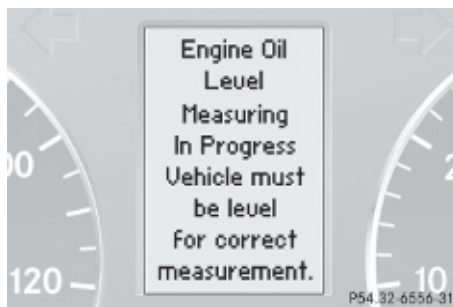 Engine Oil
Level
Measuring
In Progress
Vehicle must
be level
for correct
measurement.
120
10
P54.32-6556-31